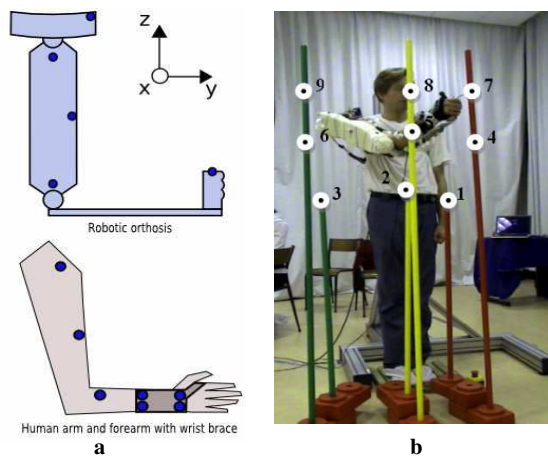 z
x
y
Robotic orthosis
Human arm and forearm with wrist brace
a
9
8
7
6
5
4
3
2
1
b